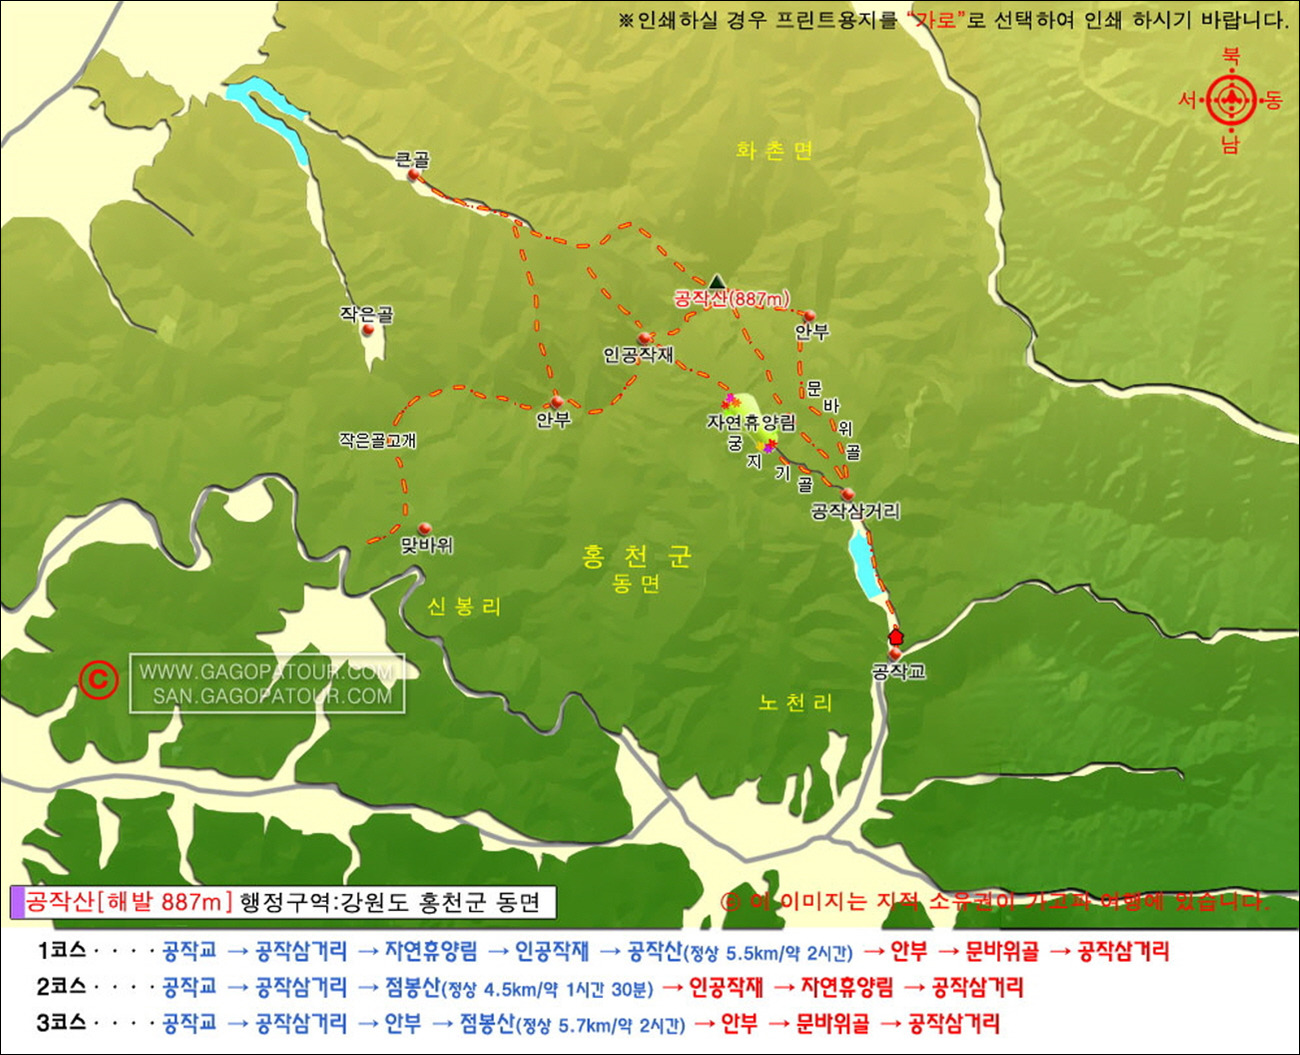 ※인쇄하실 경우 프린트용지를 "가로"로 선택하여 인쇄 하시기 바랍니다.
북
서 동
남
화촌면
큰골
공작산(887m)
작은골
안부
인공작재
문바위골
안부
자연휴양림
작은골고개
궁지기골
공작삼거리
맞바위
홍천군
동면
신봉리
공작교
노천리
© WWW.GAGOPATOUR.COM
SAN.GAGOPATOUR.COM
공작산[해발 887m] 행정구역:강원도 홍천군 동면
© 이 이미지는 지적 소유권이 가고파 여행에 있습니다.
1코스 · · · · 공작교 → 공작삼거리 → 자연휴양림 → 인공작재 → 공작산(정상 5.5km/약 2시간) → 안부 → 문바위골 → 공작삼거리
2코스 · · · · 공작교 → 공작삼거리 → 점봉산(정상 4.5km/약 1시간 30분) → 인공작재 → 자연휴양림 → 공작삼거리
3코스 · · · · 공작교 → 공작삼거리 → 안부 → 점봉산(정상 5.7km/약 2시간) → 안부 → 문바위골 → 공작삼거리